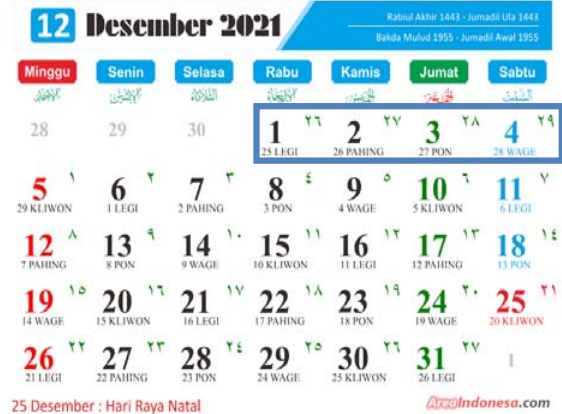 12 Desember 2021
Rabiul Akhir 1443 - Jumadil Ula 1443
Bakda Mulud 1955 - Jumadil Awal 1955
Minggu Senin Selasa Rabu Kamis Jumat Sabtu
28 29 30 1 ٢٦ 2 ٢٧ 3 ٢٨ 4 ٢٩
25 LEGI 26 PAHING 27 PON 28 WAGE
5 ١ 6 ٢ 7 ٣ 8 ٤ 9 ٥ 10 ٦ 11 ٧
29 KLIWON 1 LEGI 2 PAHING 3 PON 4 WAGE 5 KLIWON 6 LEGI
12 ٨ 13 ٩ 14 ١٠ 15 ١١ 16 ١٢ 17 ١٣ 18 ١٤
7 PAHING 8 PON 9 WAGE 10 KLIWON 11 LEGI 12 PAHING 13 PON
19 ١٥ 20 ١٦ 21 ١٧ 22 ١٨ 23 ١٩ 24 ٢٠ 25 ٢١
14 WAGE 15 KLIWON 16 LEGI 17 PAHING 18 PON 19 WAGE 20 KLIWON
26 ٢٢ 27 ٢٣ 28 ٢٤ 29 ٢٥ 30 ٢٦ 31 ٢٧ 1
21 LEGI 22 PAHING 23 PON 24 WAGE 25 KLIWON 26 LEGI
25 Desember : Hari Raya Natal
AreaIndonesa.com